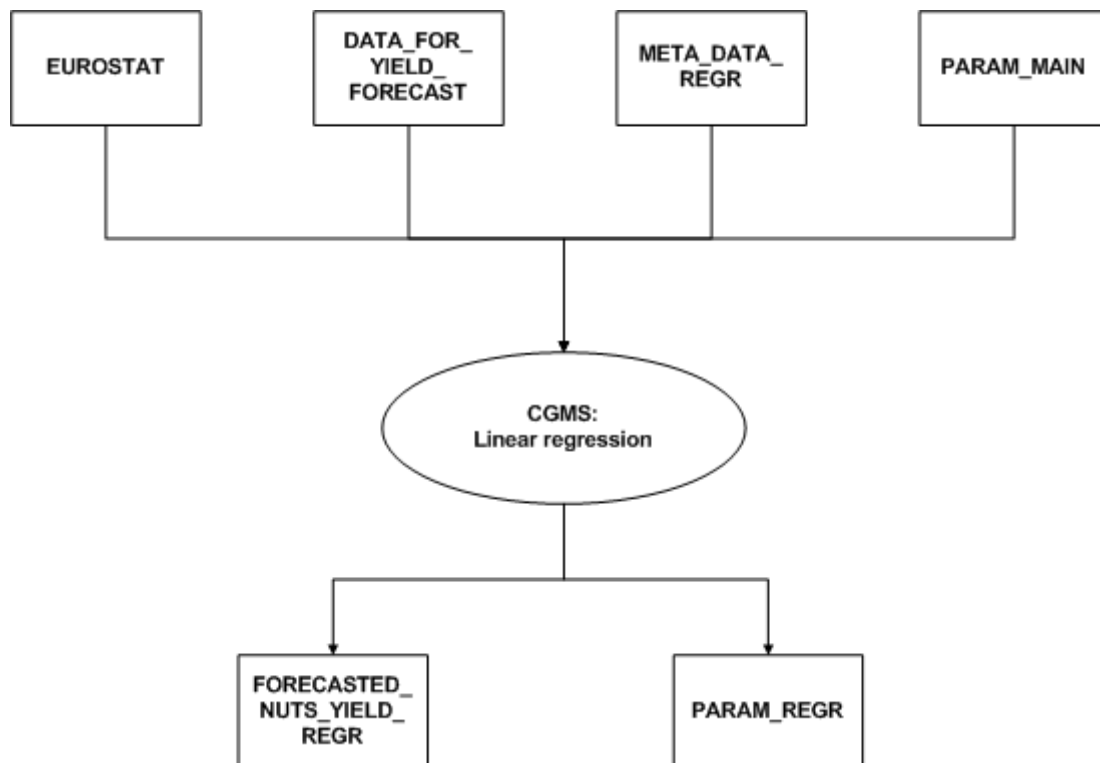 EUROSTAT
DATA_FOR_
YIELD_
FORECAST
META_DATA_
REGR
PARAM_MAIN
CGMS:
Linear regression
FORECASTED_
NUTS_YIELD_
REGR
PARAM_REGR